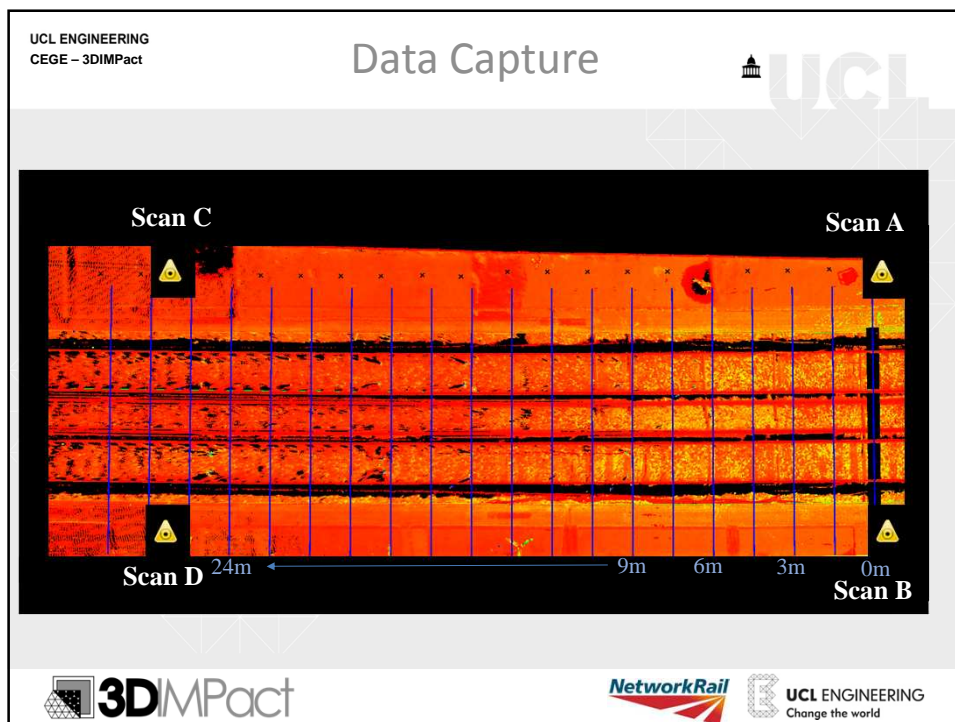 UCL ENGINEERING
CEGE – 3DIMPact
Data Capture
UCL
Scan C
Scan A
Scan D
24m
9m
6m
3m
0m
Scan B
3DIMPact
NetworkRail
UCL ENGINEERING
Change the world